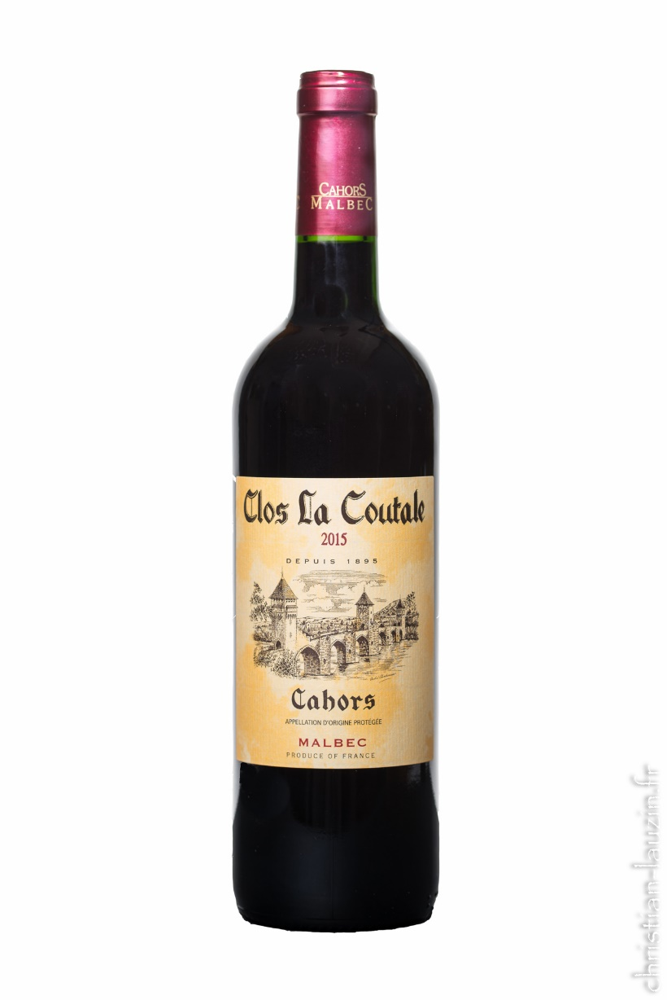 CAHORS
MALBEC
Clos La Coutale
2015
DEPUIS 1895
Cahors
APPELLATION D'ORIGINE PROTÉGÉE
MALBEC
PRODUCE OF FRANCE
christian-lauzin.fr